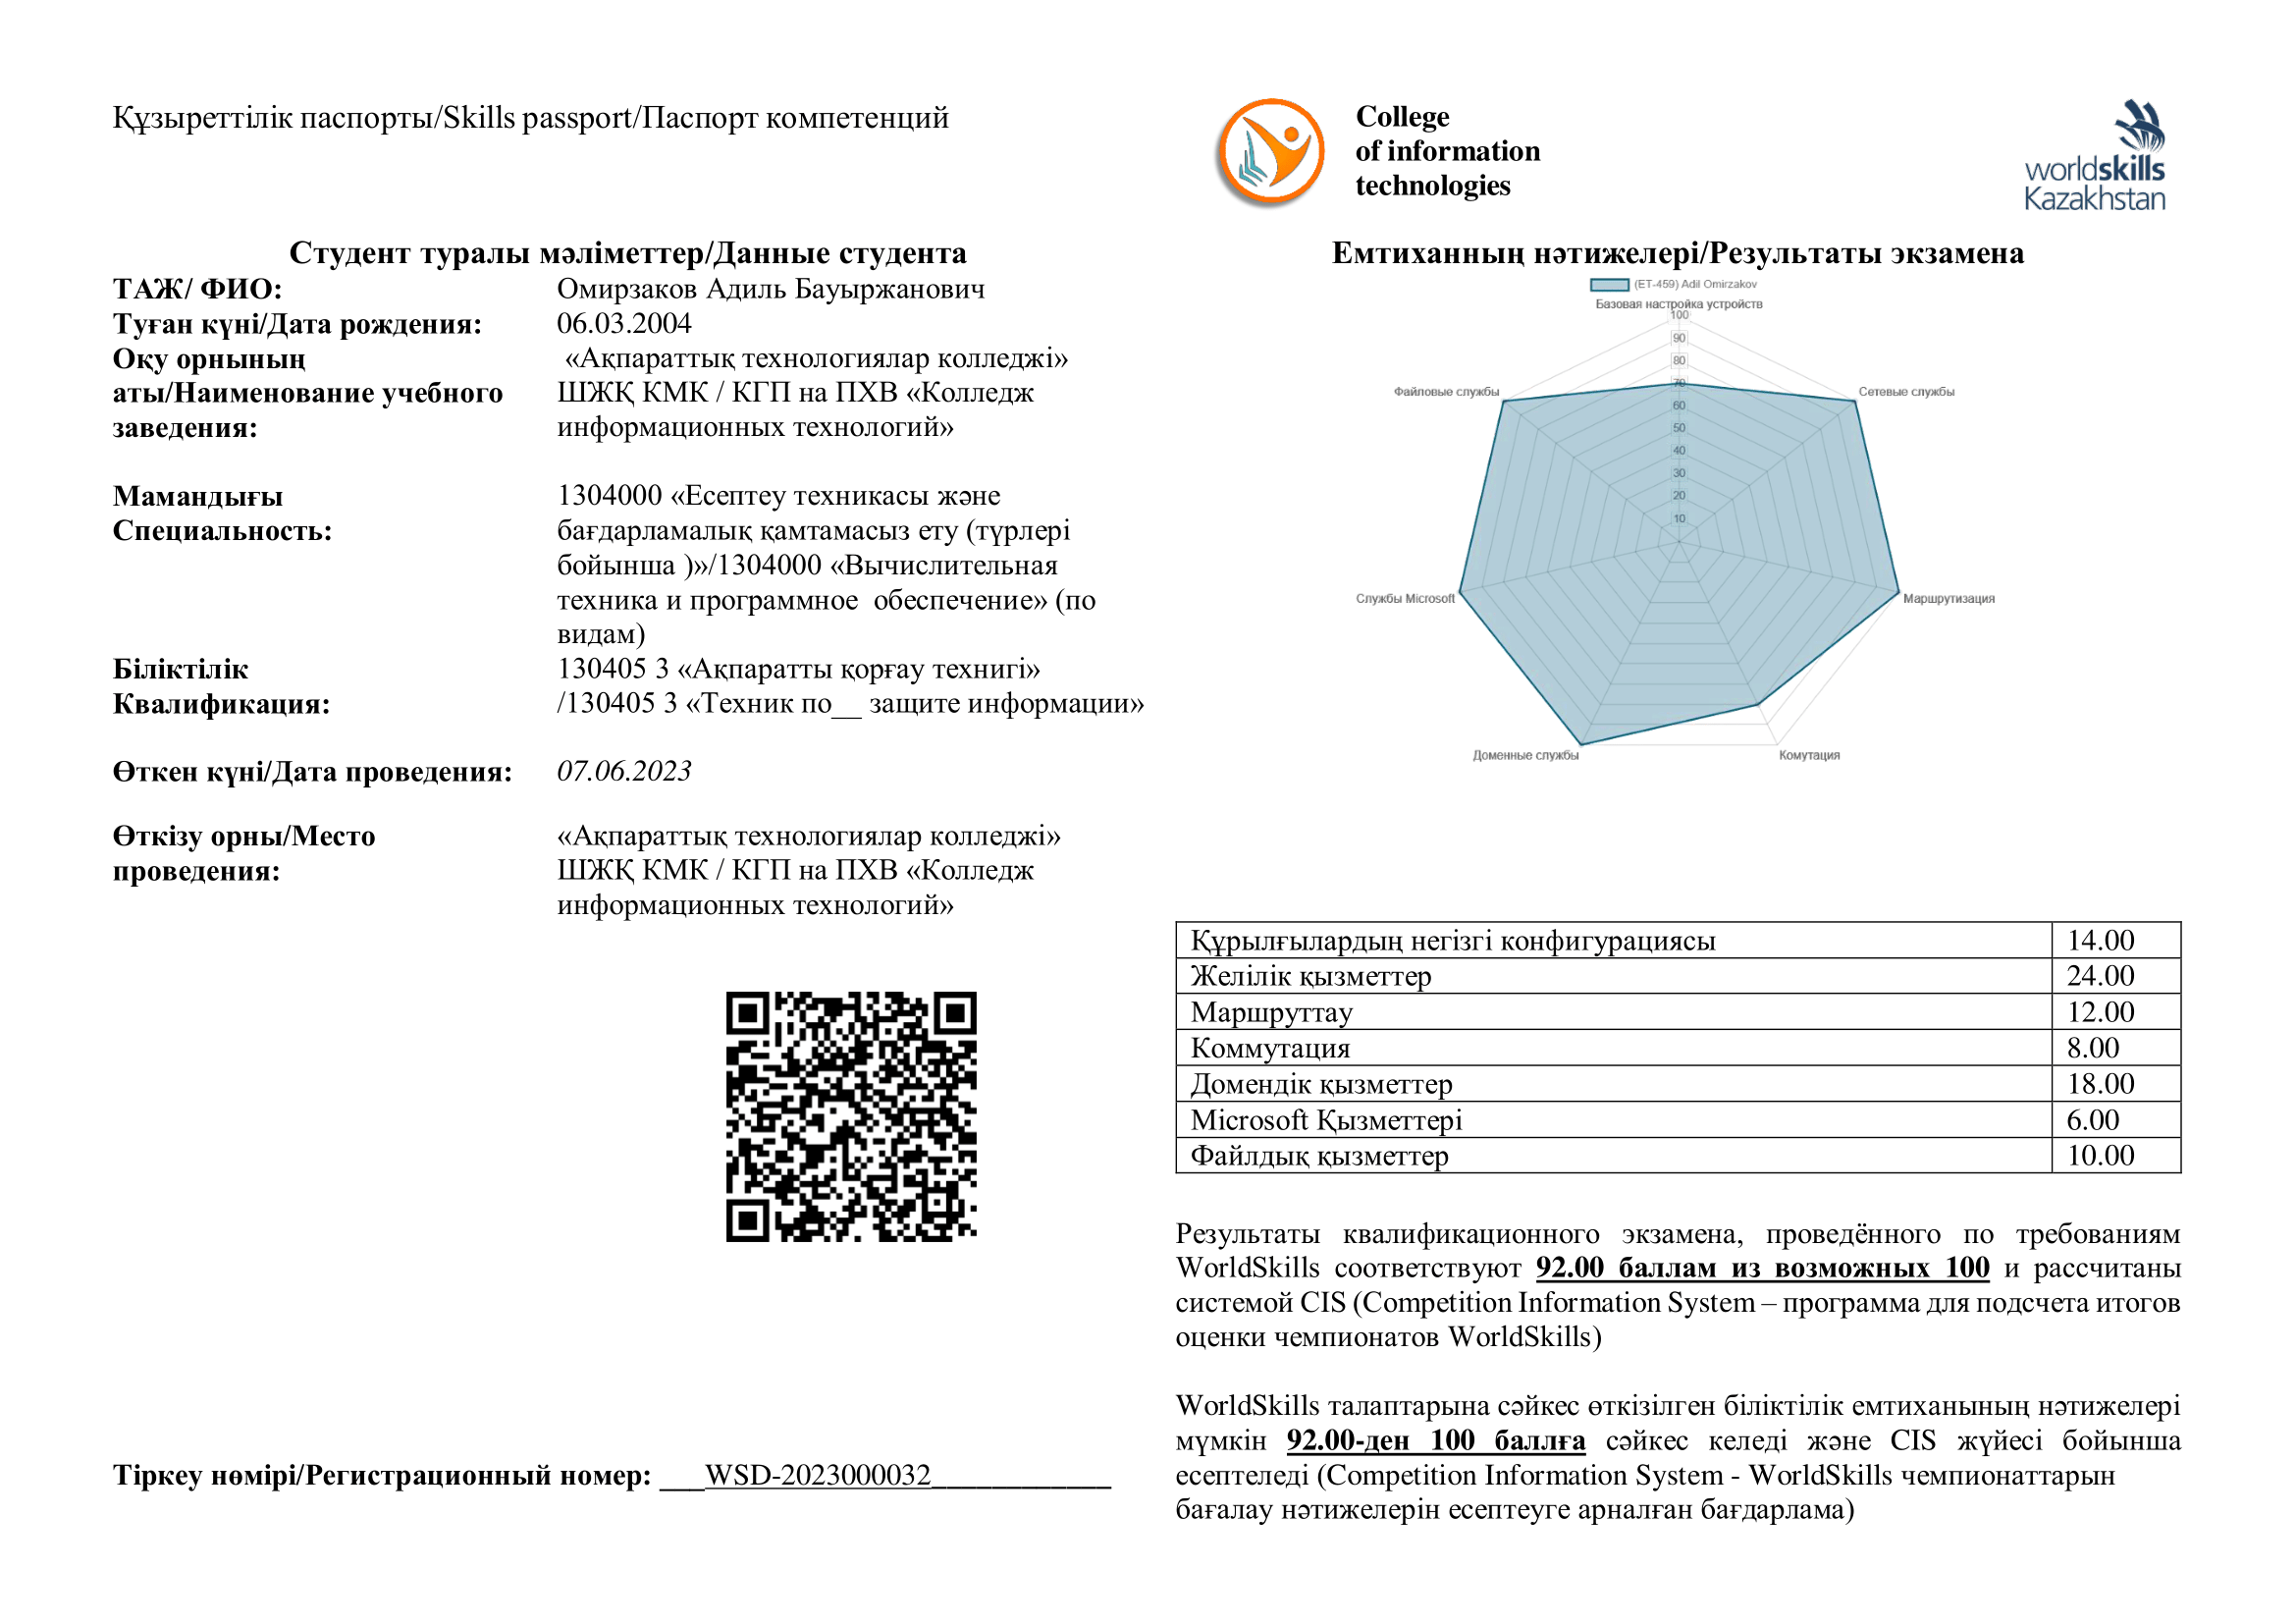 Құзыреттілік паспорты/Skills passport/Паспорт компетенций
Студент туралы мәліметтер/Данные студента
ТАЖ/ ФИО: Омирзаков Адиль Бауыржанович
Туған күні/Дата рождения: 06.03.2004
Оқу орнының
аты/Наименование учебного
заведения:
«Ақпараттық технологиялар колледжі»
ШЖҚ КМК / КГП на ПХВ «Колледж
информационных технологий»
Мамандығы
Специальность:
1304000 «Есептеу техникасы және
бағдарламалық қамтамасыз ету (түрлері
бойынша )»/1304000 «Вычислительная
техника и программное  обеспечение» (по
видам)
Біліктілік
Квалификация:
130405 3 «Ақпаратты қорғау технигі»
/130405 3 «Техник по__ защите информации»
Өткен күні/Дата проведения: 07.06.2023
Өткізу орны/Место
проведения:
«Ақпараттық технологиялар колледжі»
ШЖҚ КМК / КГП на ПХВ «Колледж
информационных технологий»
Тіркеу нөмірі/Регистрационный номер: ___WSD-2023000032____________
College
of information
technologies
worldskills
Kazakhstan
Емтиханның нәтижелері/Результаты экзамена
(ET-459) Adil Omirzakov
Базовая настройка устройств
100
90
80
70
60
50
40
30
20
10
Файловые службы
Сетевые службы
Службы Microsoft
Маршрутизация
Доменные службы
Комутация
Құрылғылардың негізгі конфигурациясы 14.00
Желілік қызметтер 24.00
Маршруттау 12.00
Коммутация 8.00
Домендік қызметтер 18.00
Microsoft Қызметтері 6.00
Файлдық қызметтер 10.00
Результаты квалификационного экзамена, проведённого по требованиям
WorldSkills соответствуют 92.00 баллам из возможных 100 и рассчитаны
системой CIS (Competition Information System – программа для подсчета итогов
оценки чемпионатов WorldSkills)
WorldSkills талаптарына сәйкес өткізілген біліктілік емтиханының нәтижелері
мүмкін 92.00-ден 100 баллға сәйкес келеді және CIS жүйесі бойынша
есептеледі (Competition Information System - WorldSkills чемпионаттарын
бағалау нәтижелерін есептеуге арналған бағдарлама)